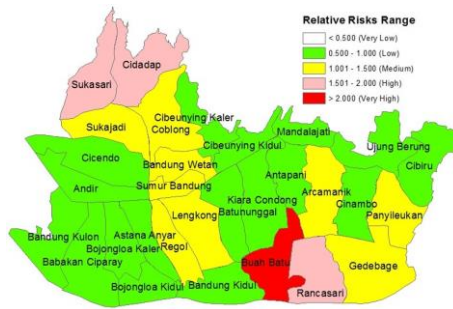 Relative Risks Range
< 0.500 (Very Low)
0.500 - 1.000 (Low)
1.001 - 1.500 (Medium)
1.501 - 2.000 (High)
> 2.000 (Very High)
Cidadap
Sukasari
Sukajadi
Cibeunying Kaler
Coblong
Cibeunying Kidul
Mandalajati
Ujung Berung
Cibiru
Cicendo
Bandung Wetan
Antapani
Andir
Sumur Bandung
Kiara Condong
Arcamanik
Cinambo
Panyileukan
Batununggal
Lengkong
Bandung Kulon
Astana Anyar
Bojongloa Kaler
Regol
Babakan Ciparay
Buah Batu
Gedebage
Bojongloa Kidul
Bandung Kidul
Rancasari